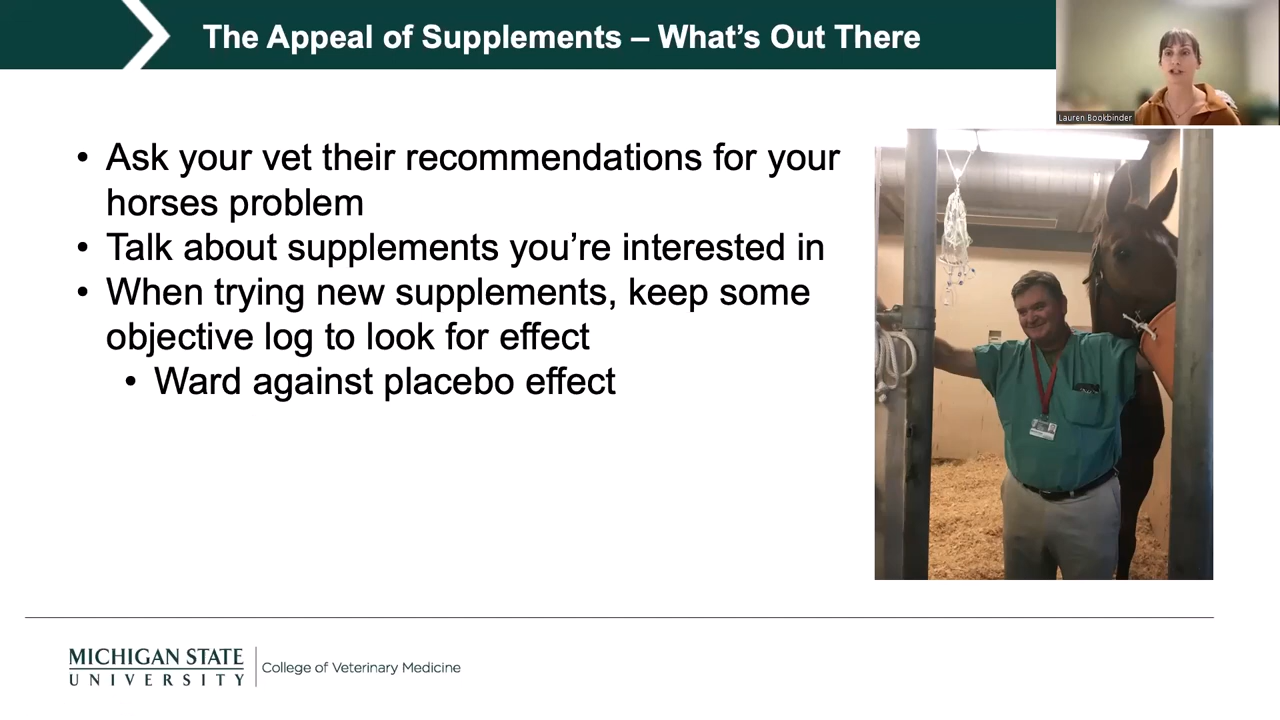 The Appeal of Supplements – What's Out There
Lauren Bookbinder
• Ask your vet their recommendations for your
horses problem
• Talk about supplements you're interested in
• When trying new supplements, keep some
objective log to look for effect
• Ward against placebo effect
MICHIGAN STATE
UNIVERSITY
College of Veterinary Medicine